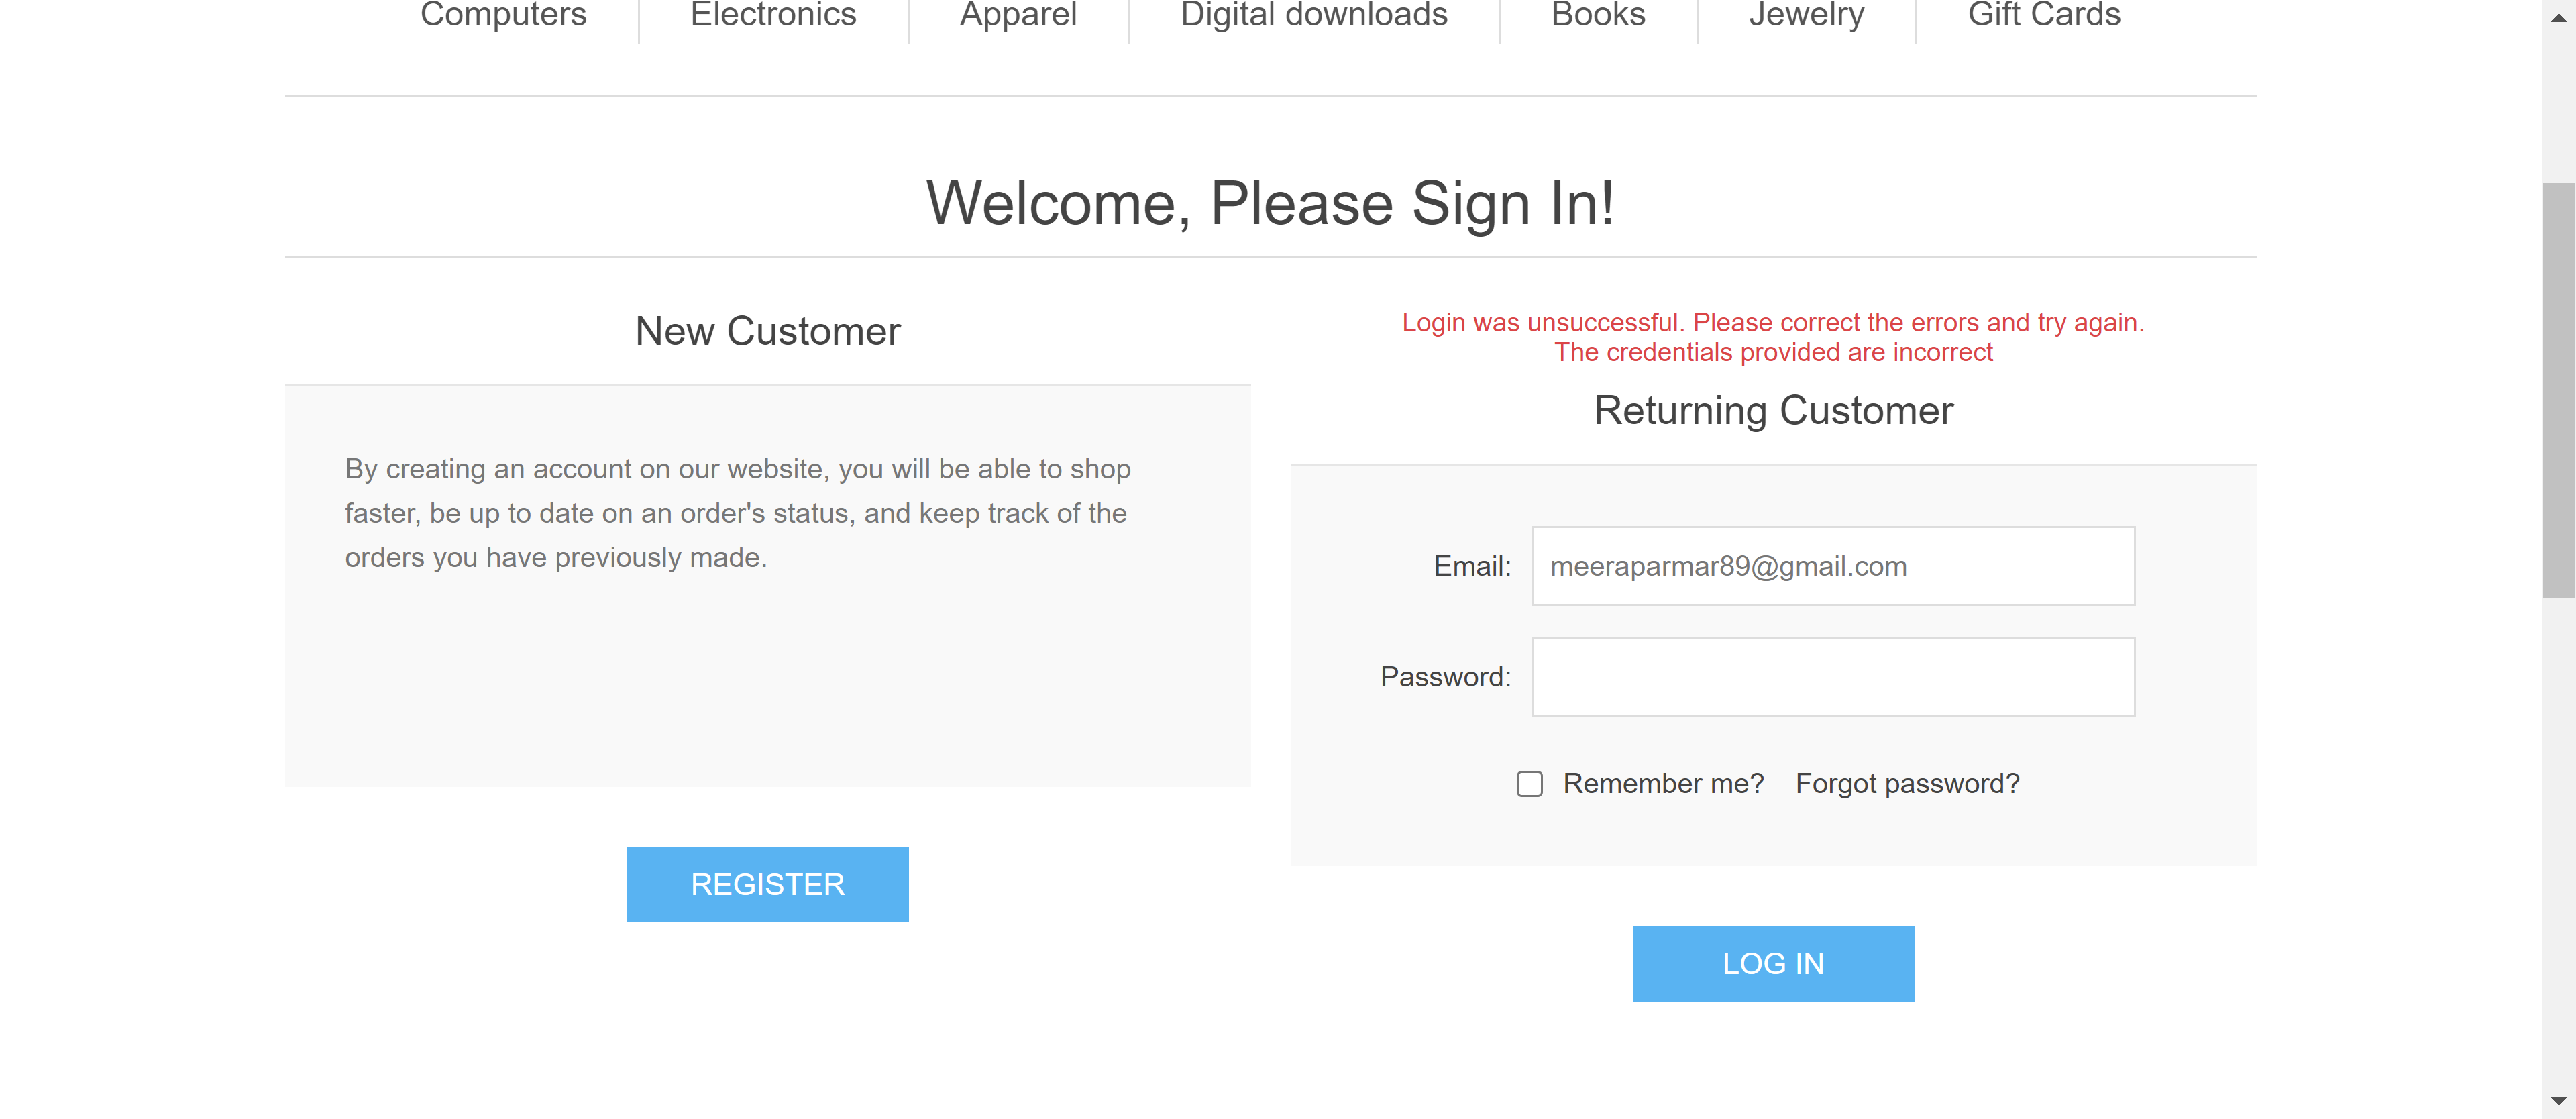 Computers Electronics Apparel Digital downloads Books Jewelry Gift Cards
Welcome, Please Sign In!
New Customer
By creating an account on our website, you will be able to shop
faster, be up to date on an order's status, and keep track of the
orders you have previously made.
REGISTER
Login was unsuccessful. Please correct the errors and try again.
The credentials provided are incorrect
Returning Customer
Email: meeraparmar89@gmail.com
Password:
Remember me? Forgot password?
LOG IN